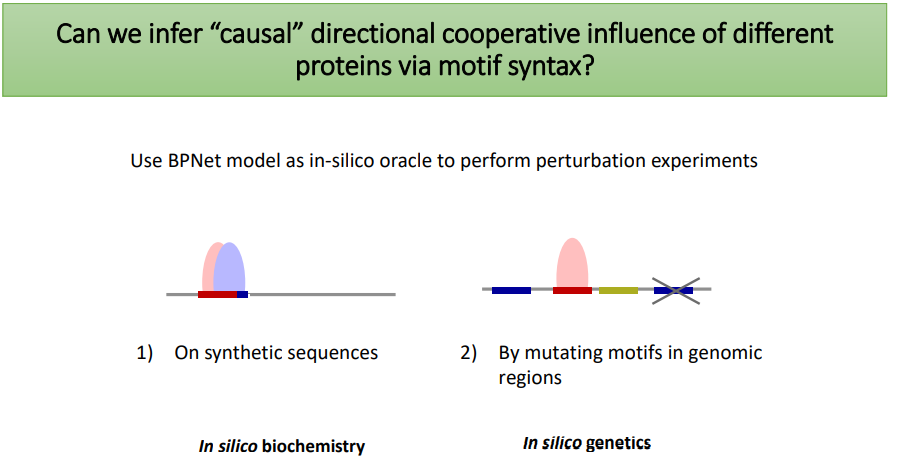 Can we infer “causal” directional cooperative influence of different
proteins via motif syntax?
Use BPNet model as in-silico oracle to perform perturbation experiments
1) On synthetic sequences
2) By mutating motifs in genomic
regions
In silico biochemistry
In silico genetics